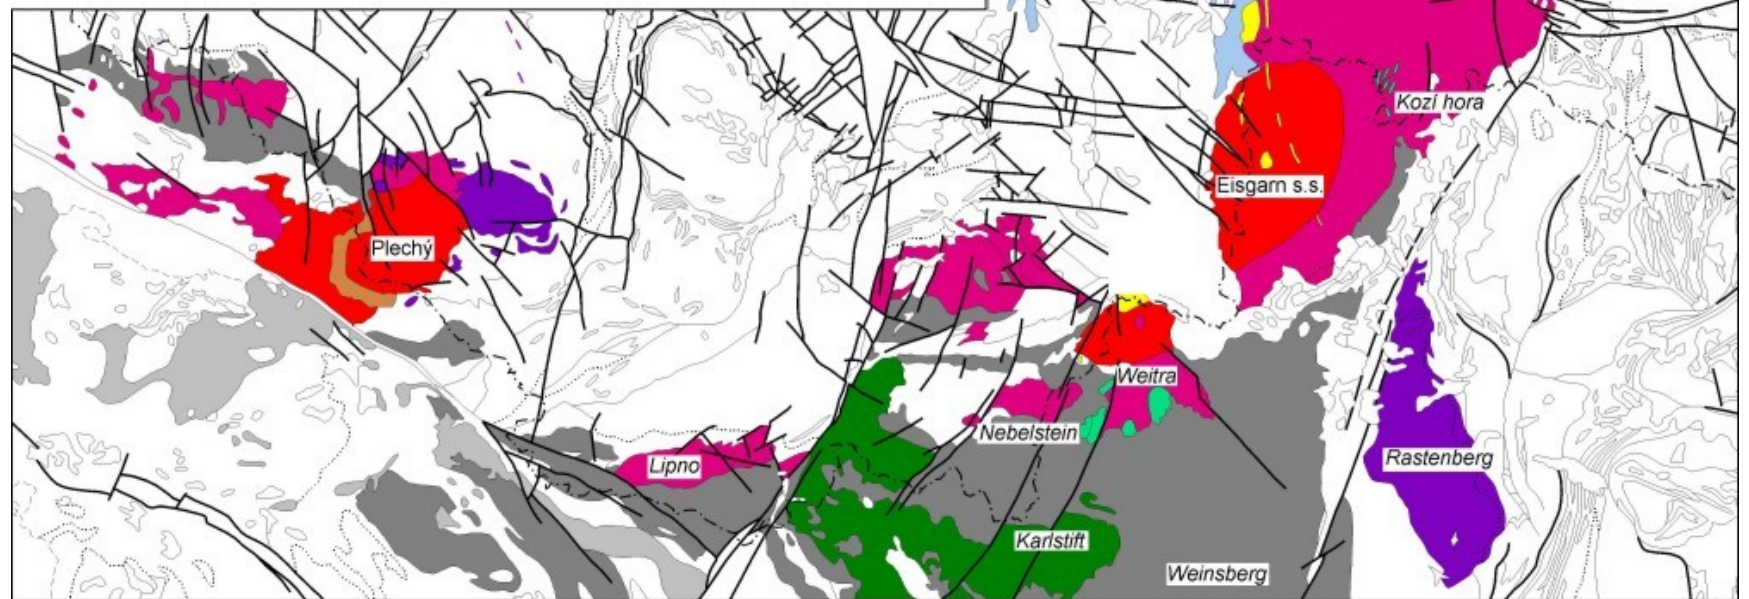 Kozí hora
Eisgarn s.s.
Plechý
Weitra
Nebelstein
Lipno
Rastenberg
Karlstift
Weinsberg